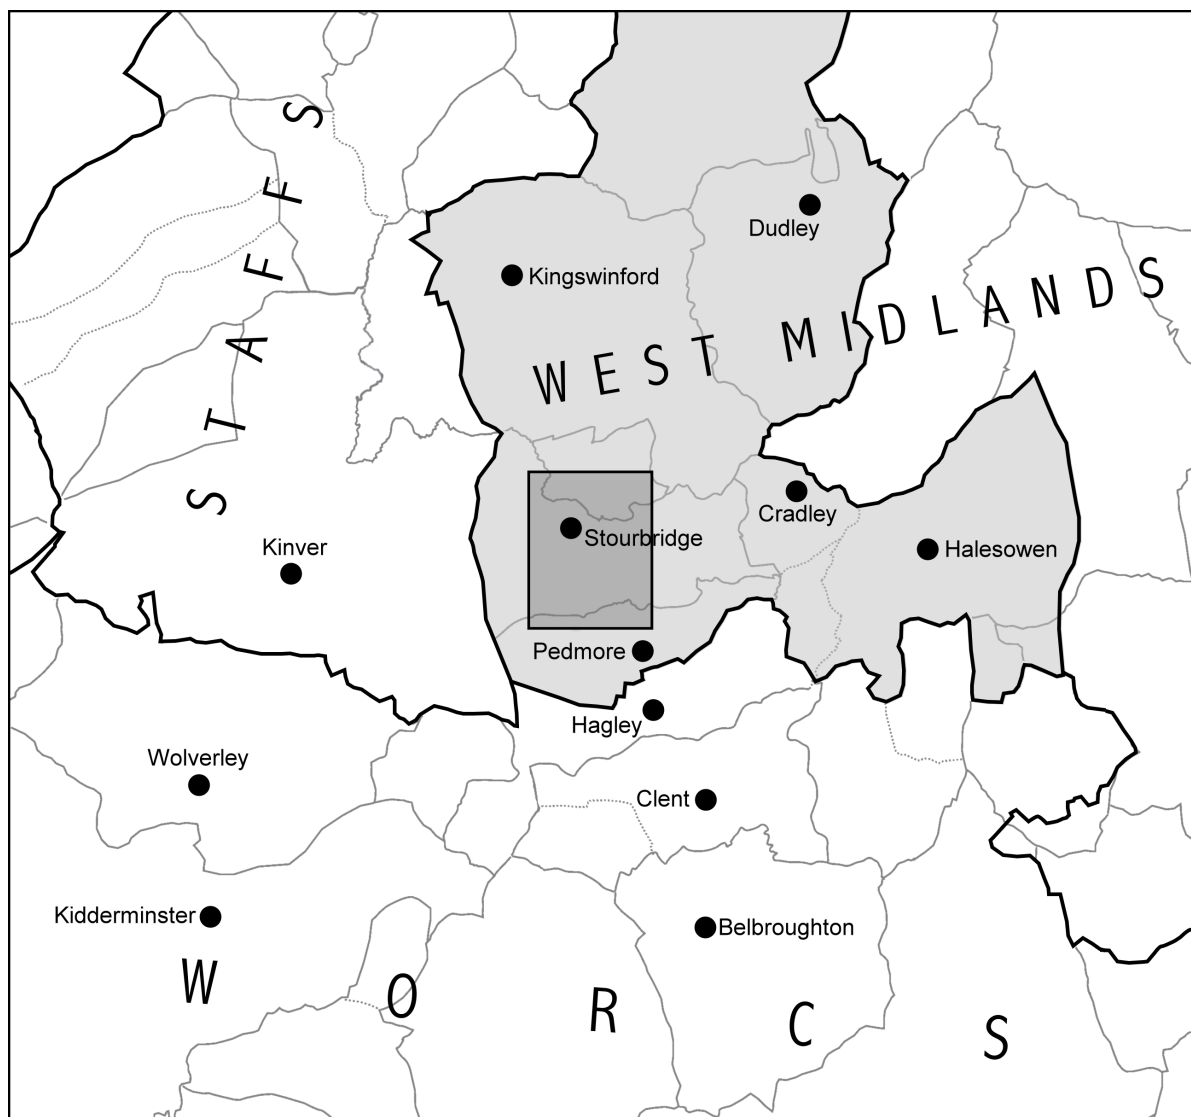 STAFFS
Dudley
Kingswinford
WEST MIDLANDS
Cradley
Stourbridge
Kinver
Halesowen
Pedmore
Hagley
Wolverley
Clent
Kidderminster
Belbroughton
WORCS